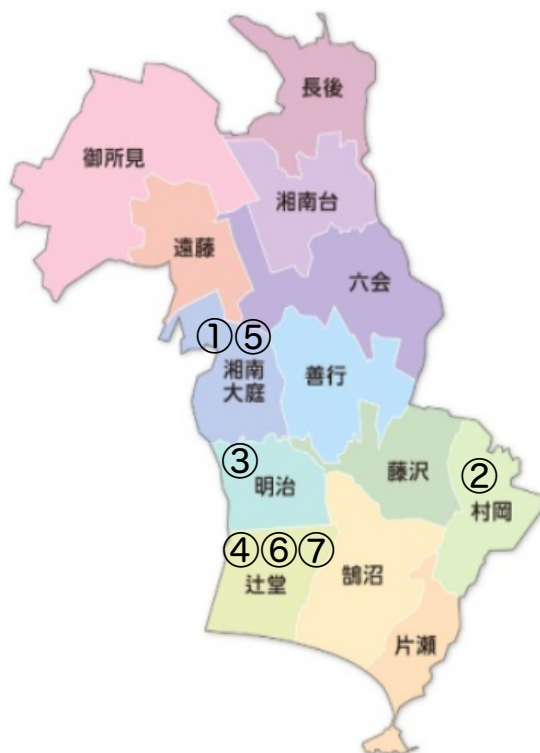 長後
御所見
湘南台
遠藤
六会
①⑤
湘南
大庭
善行
③
明治
藤沢
②
村岡
④⑥⑦
辻堂
鵠沼
片瀬